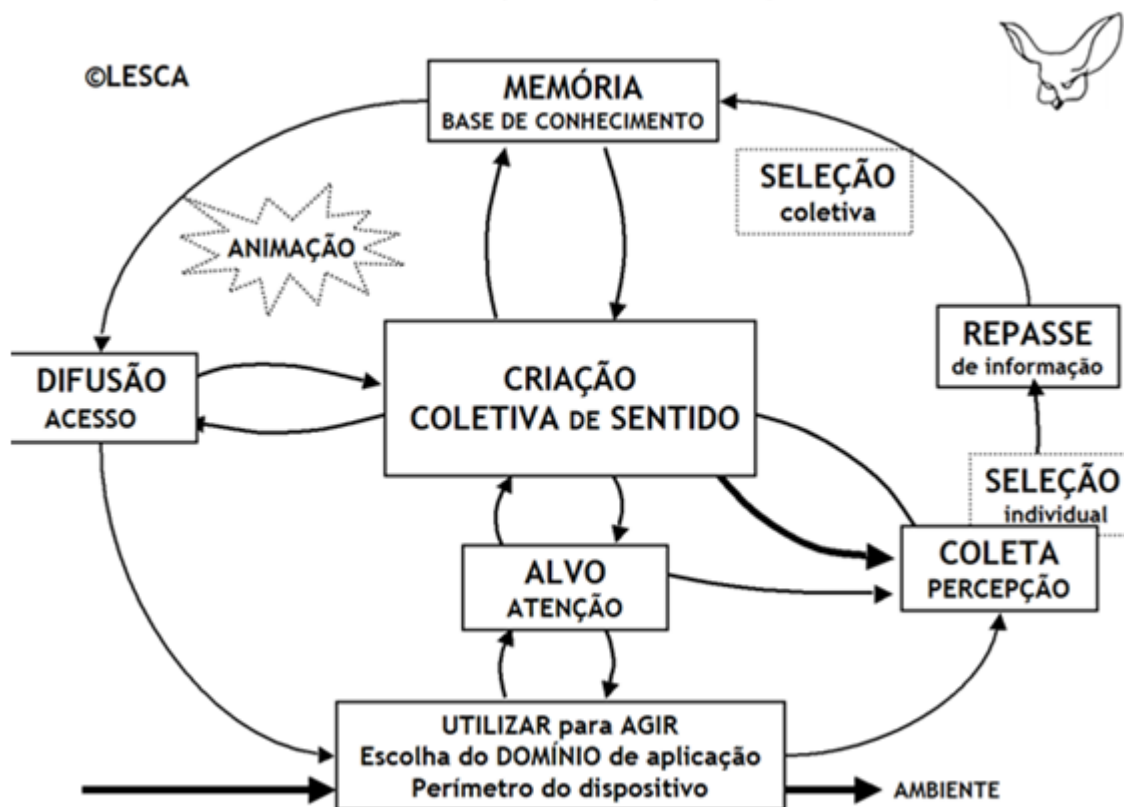 ©LESCA
MEMÓRIA
BASE DE CONHECIMENTO
SELEÇÃO
coletiva
ANIMAÇÃO
REPASSE
de informação
DIFUSÃO
ACESSO
CRIAÇÃO
COLETIVA DE SENTIDO
SELEÇÃO
individual
COLETA
PERCEPÇÃO
ALVO
ATENÇÃO
UTILIZAR para AGIR
Escolha do DOMÍNIO de aplicação
Perímetro do dispositivo
AMBIENTE